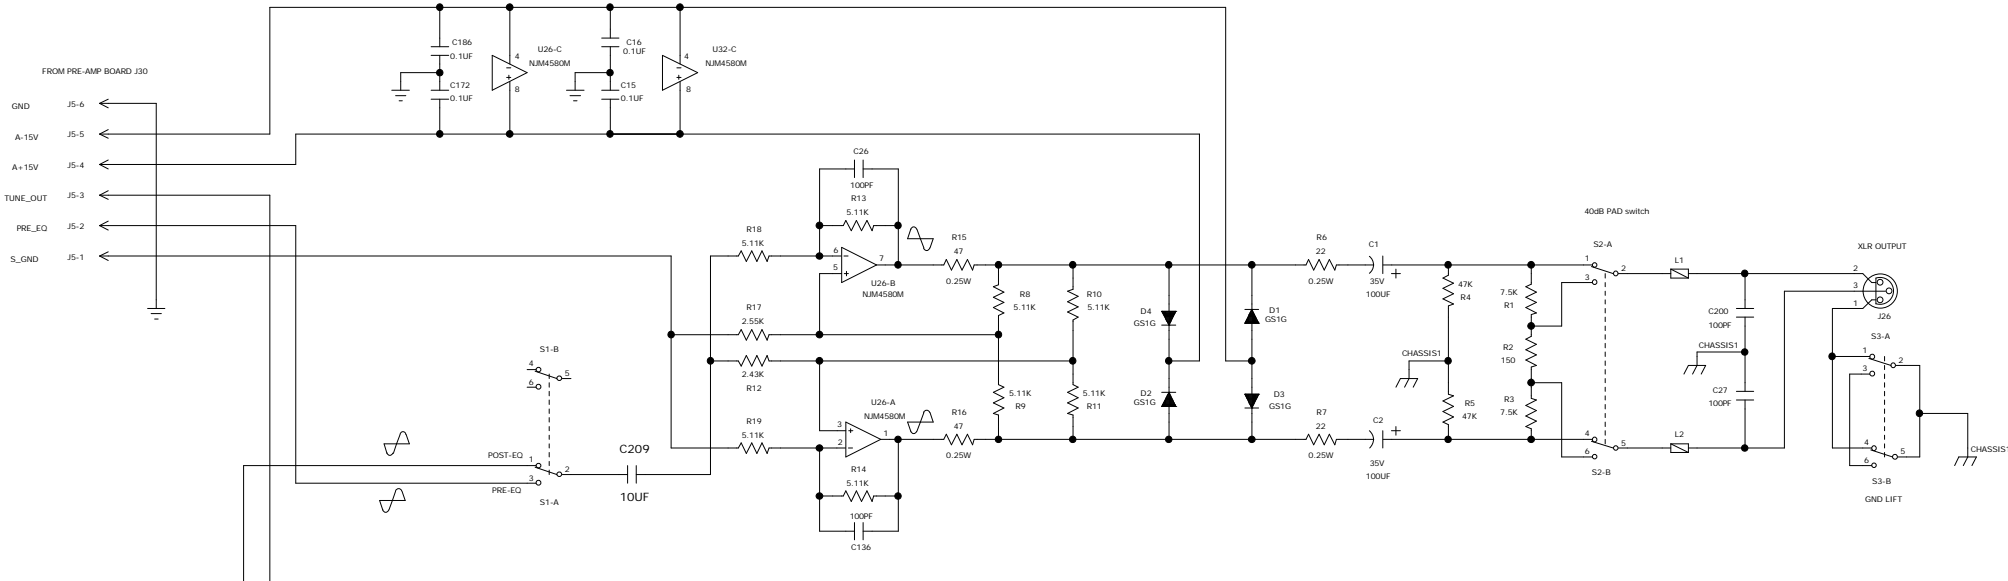 C186
0.1UF
C172
0.1UF
4
U26-C
NJM4580M
8
C16
0.1UF
C15
0.1UF
4
U32-C
NJM4580M
8
FROM PRE-AMP BOARD J30
GND J5-6
A-15V J5-5
A+15V J5-4
TUNE_OUT J5-3
PRE_EQ J5-2
S_GND J5-1
C26
100PF
R13
5.11K
R18
5.11K
6
5
7
U26-B
NJM4580M
R15
47
0.25W
R17
2.55K
2.43K
R12
R8
5.11K
R10
5.11K
5.11K
R9
5.11K
R11
D4
GS1G
D1
GS1G
D2
GS1G
D3
GS1G
U26-A
NJM4580M
3
2
1
R19
5.11K
R16
47
0.25W
R14
5.11K
100PF
C136
S1-B
4
6
5
POST-EQ 1
PRE-EQ 3
2
S1-A
C209
10UF
R6
22
0.25W
C1
+
35V
100UF
R7
22
0.25W
C2
+
35V
100UF
47K
R4
CHASSIS1
R5
47K
7.5K
R1
R2
150
R3
7.5K
40dB PAD switch
S2-A
1
3
2
4
6
5
S2-B
L1
L2
C200
100PF
CHASSIS1
C27
100PF
XLR OUTPUT
2
3
1
J26
S3-A
1
3
2
4
6
5
S3-B
GND LIFT
CHASSIS1